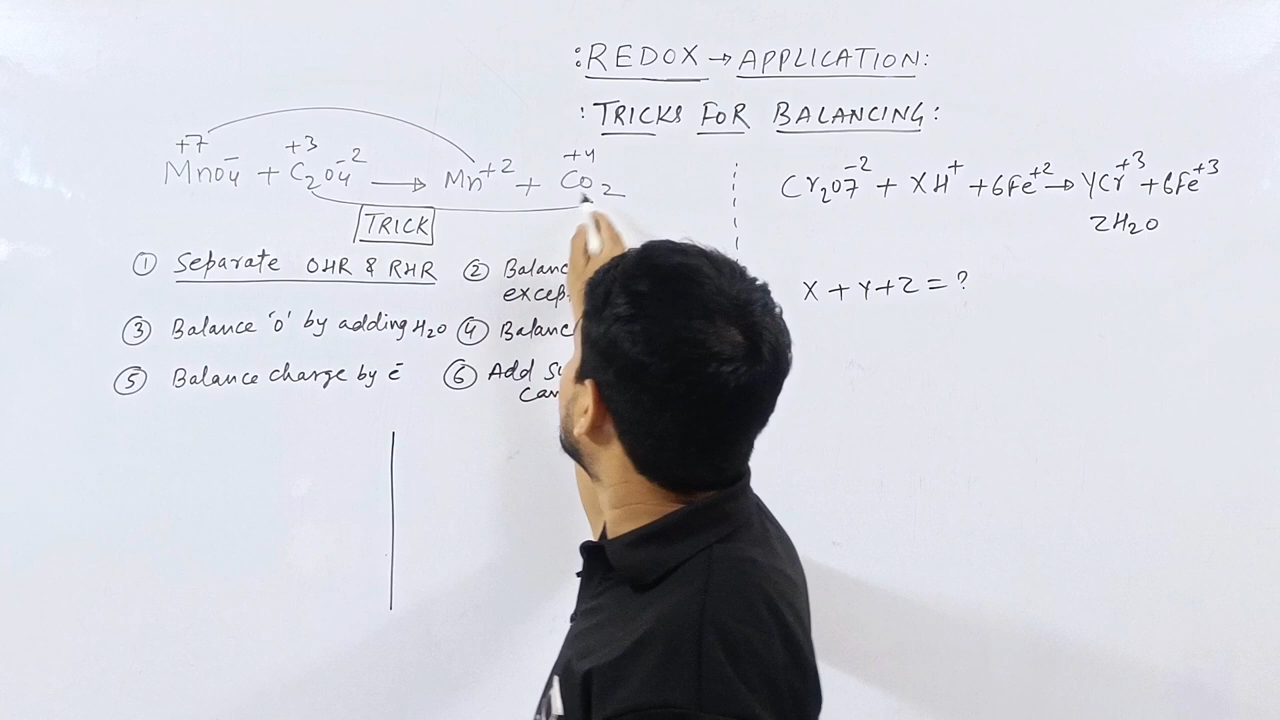 :REDOX → APPLICATION:
: TRICKS FOR BALANCING:
+7 +3 +4
MnO4⁻ + C2O4⁻² ⟶ Mn⁺² + CO2
TRICK
① Separate OHR & RHR ② Balanc
excep
③ Balance 'O' by adding H2O ④ Balanc
⑤ Balance charge by ē ⑥ Add
Cr2O7⁻² + XH⁺ + 6Fe⁺² → YCr⁺³ + 6Fe⁺³
ZH2O
X + Y + Z = ?